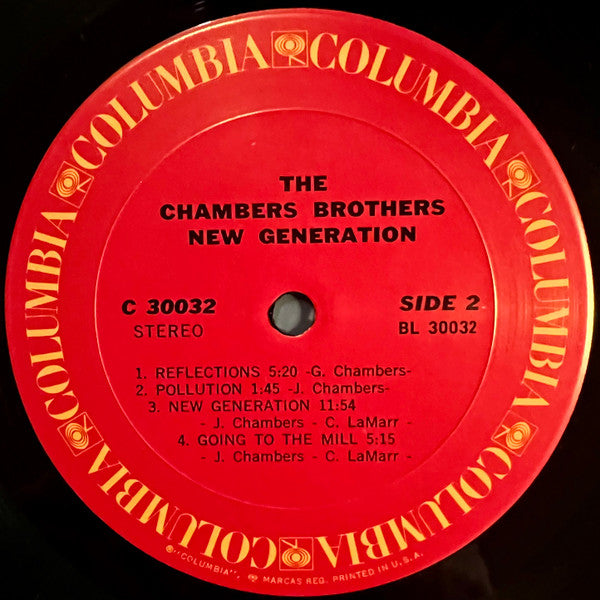 COLUMBIA COLUMBIA COLUMBIA COLUMBIA COLUMBIA COLUMBIA
THE
CHAMBERS BROTHERS
NEW GENERATION
C 30032 SIDE 2
STEREO BL 30032
1. REFLECTIONS 5:20 -G. Chambers-
2. POLLUTION 1:45 -J. Chambers-
3. NEW GENERATION 11:54
- J. Chambers - C. LaMarr -
4. GOING TO THE MILL 5:15
- J. Chambers - C. LaMarr -
®"COLUMBIA", ® MARCAS REG. PRINTED IN U.S.A.